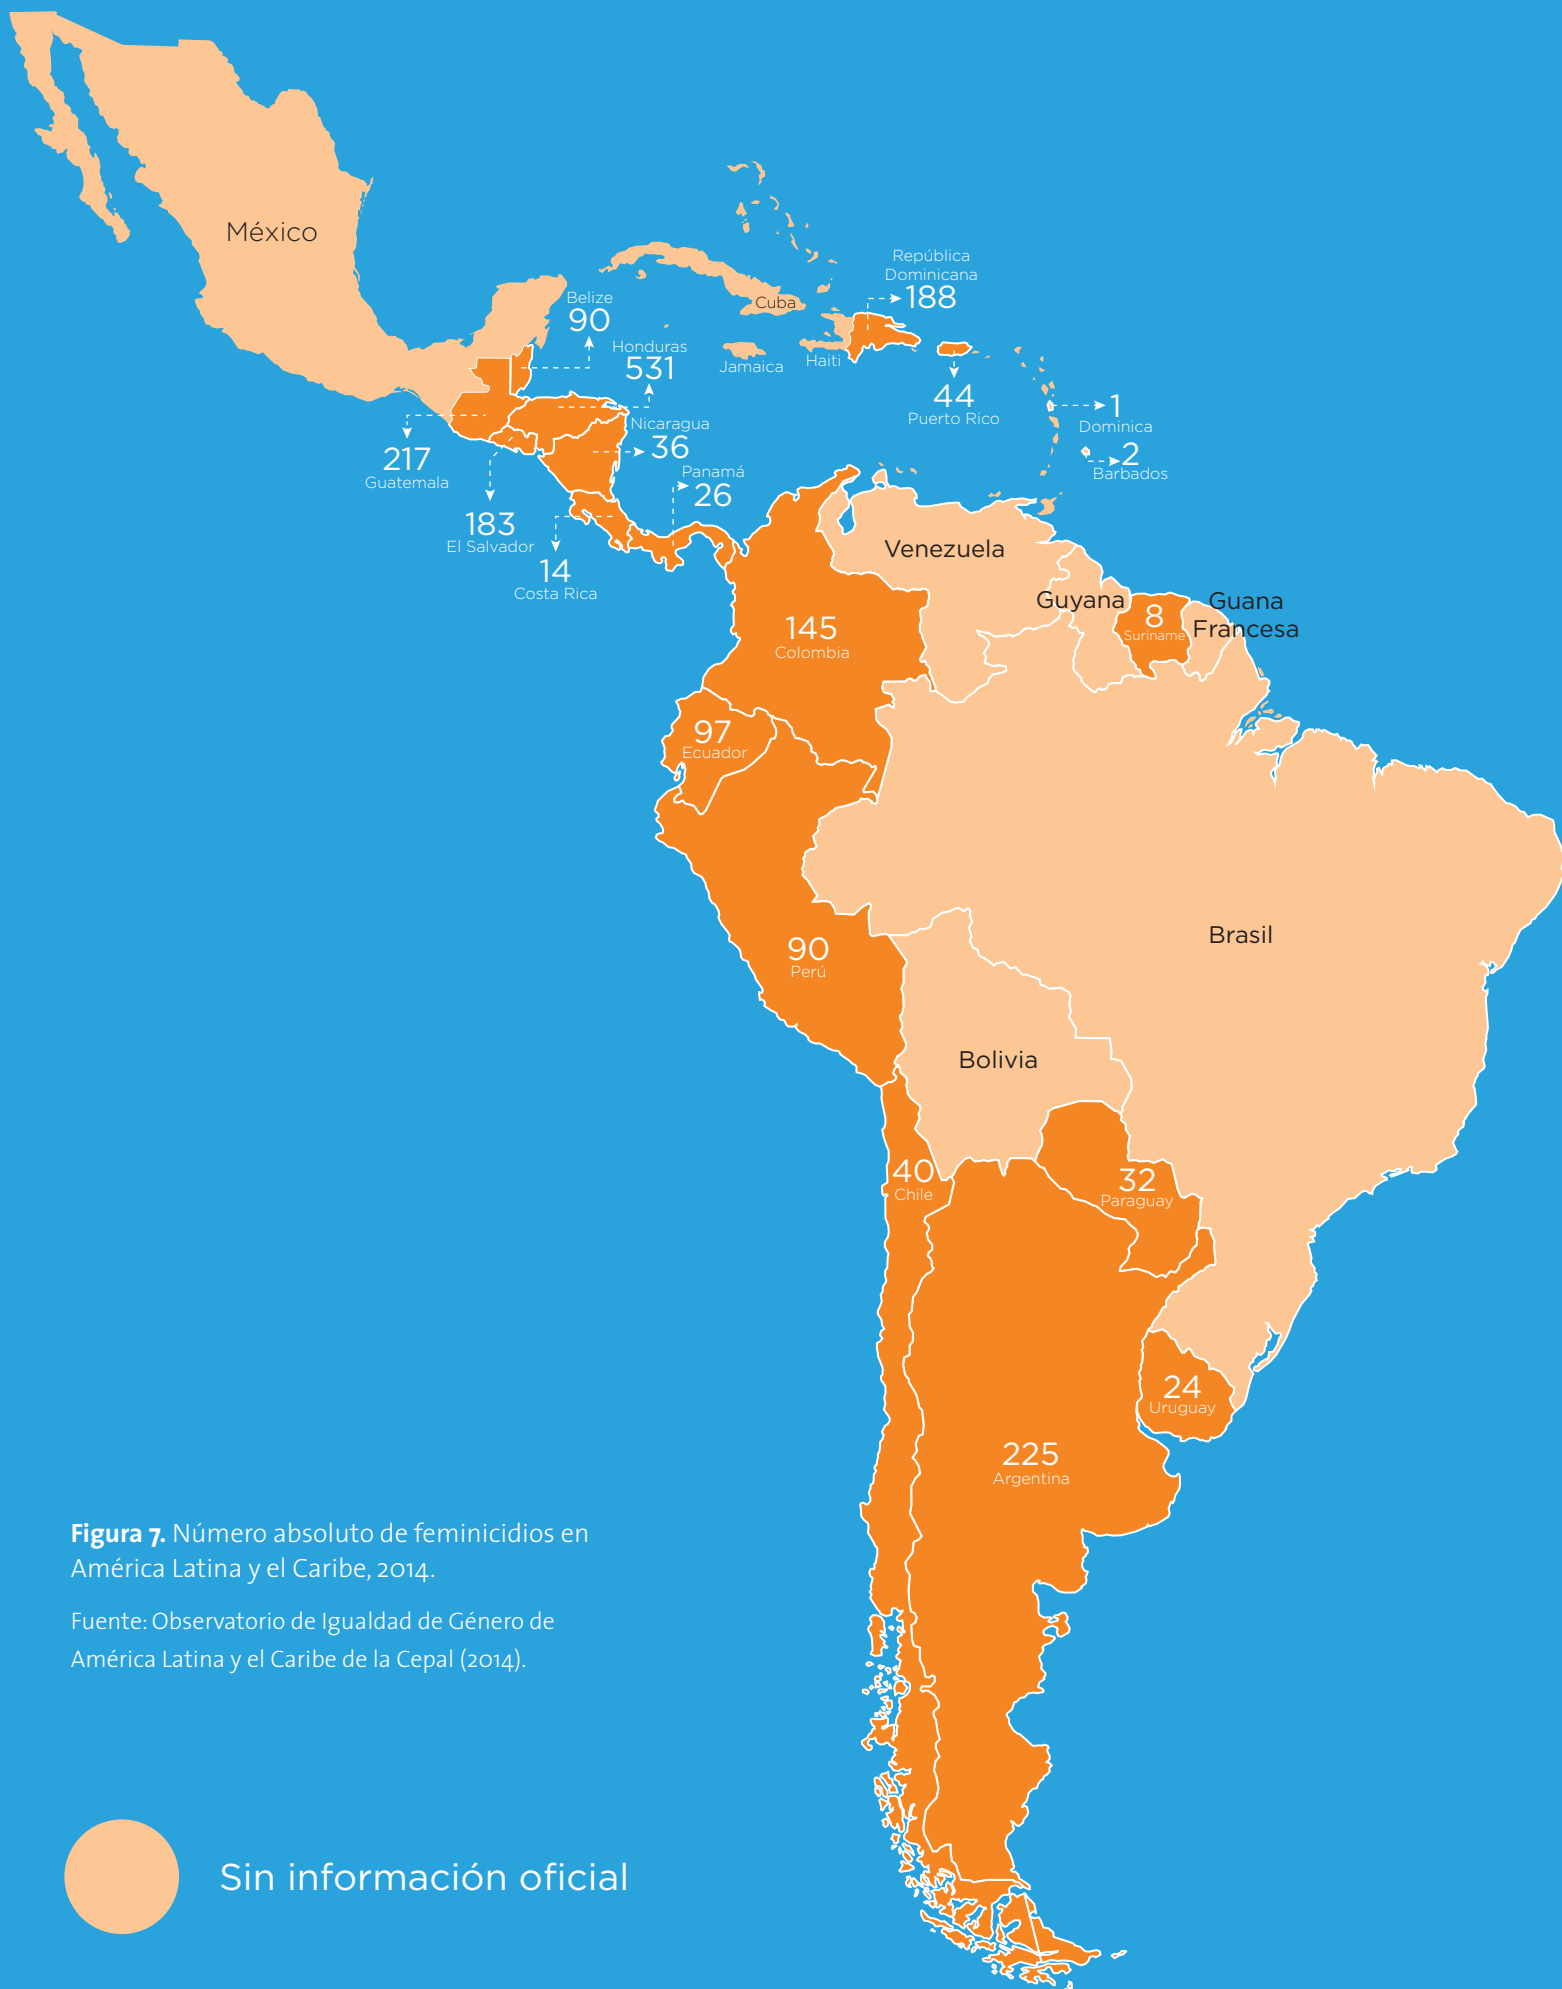 México
República
Dominicana
188
Belize
90
Cuba
Honduras
531
Jamaica
Haiti
44
Puerto Rico
1
Dominica
2
Barbados
Nicaragua
36
217
Guatemala
Panamá
26
183
El Salvador
14
Costa Rica
Venezuela
Guyana
8
Suriname
Guana
Francesa
145
Colombia
97
Ecuador
90
Perú
Brasil
Bolivia
40
Chile
32
Paraguay
24
Uruguay
225
Argentina
Figura 7. Número absoluto de feminicidios en
América Latina y el Caribe, 2014.
Fuente: Observatorio de Igualdad de Género de
América Latina y el Caribe de la Cepal (2014).
Sin información oficial